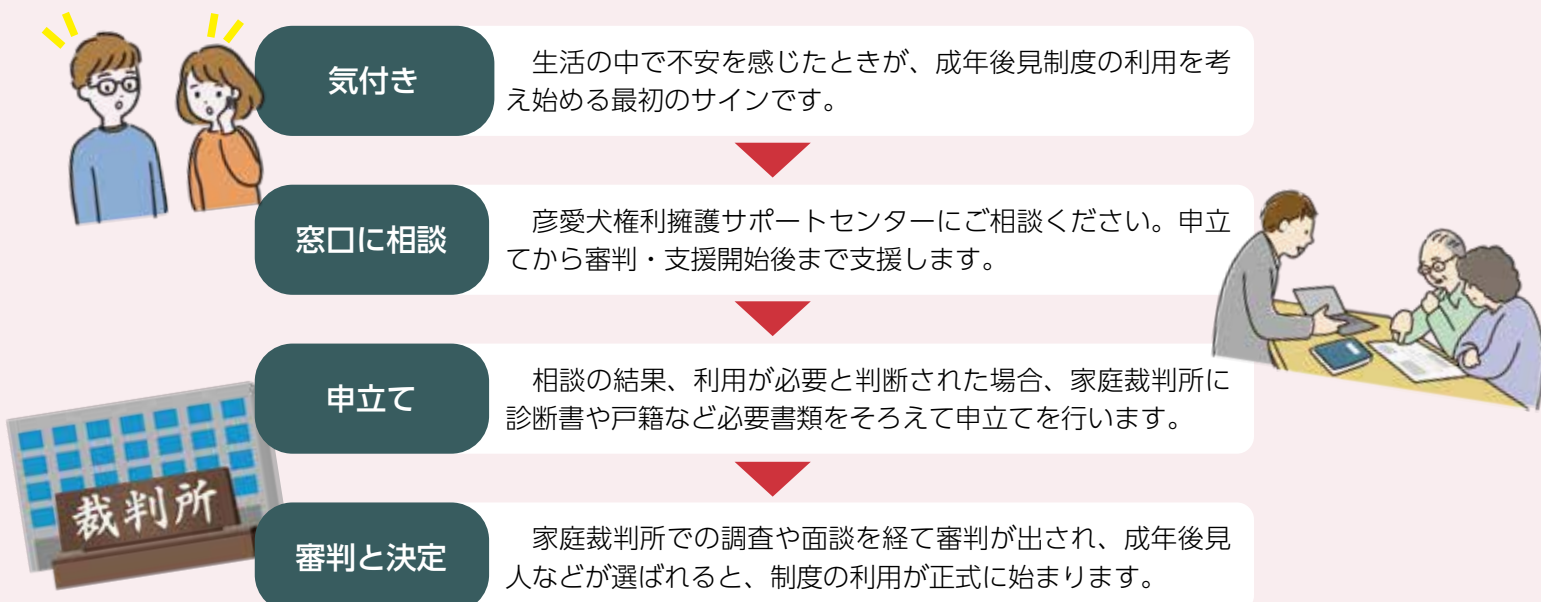 気付き
　生活の中で不安を感じたときが、成年後見制度の利用を考
え始める最初のサインです。
窓口に相談
　彦愛犬権利擁護サポートセンターにご相談ください。申立
てから審判・支援開始後まで支援します。
申立て
　相談の結果、利用が必要と判断された場合、家庭裁判所に
診断書や戸籍など必要書類をそろえて申立てを行います。
裁判所
審判と決定
　家庭裁判所での調査や面談を経て審判が出され、成年後見
人などが選ばれると、制度の利用が正式に始まります。